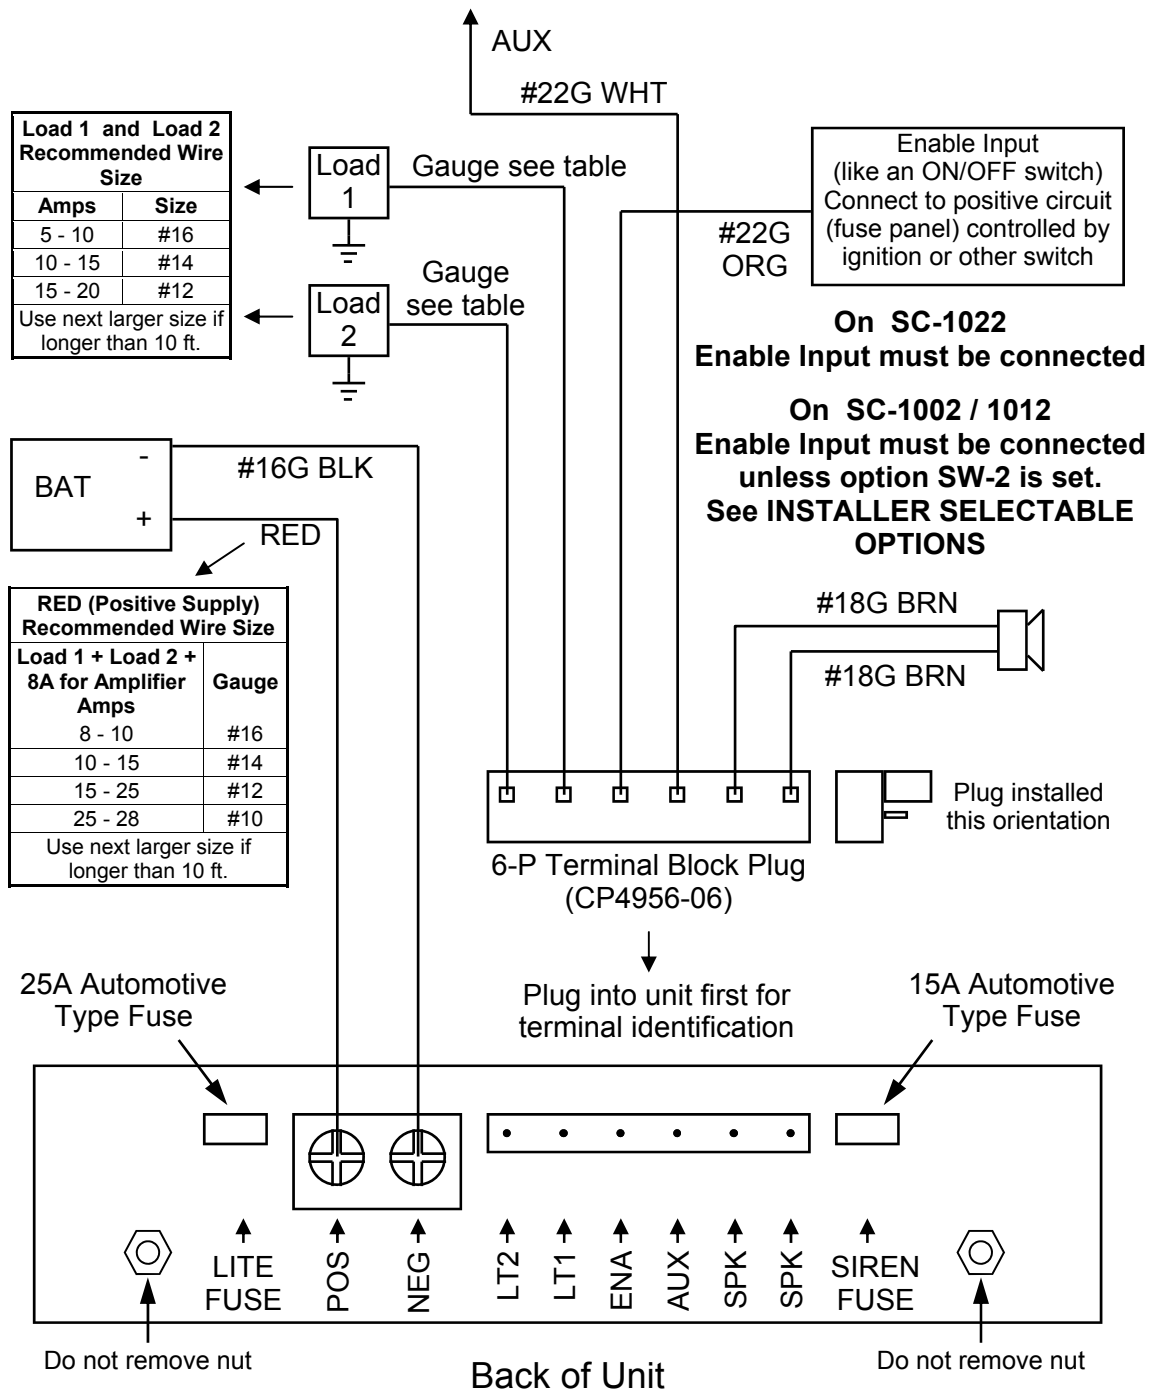 AUX
#22G WHT
Load 1 and Load 2
Recommended Wire
Size
Amps Size
5 - 10 #16
10 - 15 #14
15 - 20 #12
Use next larger size if
longer than 10 ft.
Load
1
Gauge see table
Load
2
Gauge
see table
#22G
ORG
Enable Input
(like an ON/OFF switch)
Connect to positive circuit
(fuse panel) controlled by
ignition or other switch
On SC-1022
Enable Input must be connected
On SC-1002 / 1012
Enable Input must be connected
unless option SW-2 is set.
See INSTALLER SELECTABLE
OPTIONS
BAT
-
+
#16G BLK
RED
RED (Positive Supply)
Recommended Wire Size
Load 1 + Load 2 +
8A for Amplifier
Amps
Gauge
8 - 10 #16
10 - 15 #14
15 - 25 #12
25 - 28 #10
Use next larger size if
longer than 10 ft.
#18G BRN
#18G BRN
Plug installed
this orientation
6-P Terminal Block Plug
(CP4956-06)
Plug into unit first for
terminal identification
25A Automotive
Type Fuse
15A Automotive
Type Fuse
LITE
FUSE
POS
NEG
LT2
LT1
ENA
AUX
SPK
SPK
SIREN
FUSE
Do not remove nut
Do not remove nut
Back of Unit